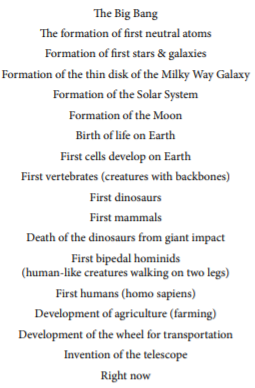 The Big Bang
The formation of first neutral atoms
Formation of first stars & galaxies
Formation of the thin disk of the Milky Way Galaxy
Formation of the Solar System
Formation of the Moon
Birth of life on Earth
First cells develop on Earth
First vertebrates (creatures with backbones)
First dinosaurs
First mammals
Death of the dinosaurs from giant impact
First bipedal hominids
(human-like creatures walking on two legs)
First humans (homo sapiens)
Development of agriculture (farming)
Development of the wheel for transportation
Invention of the telescope
Right now